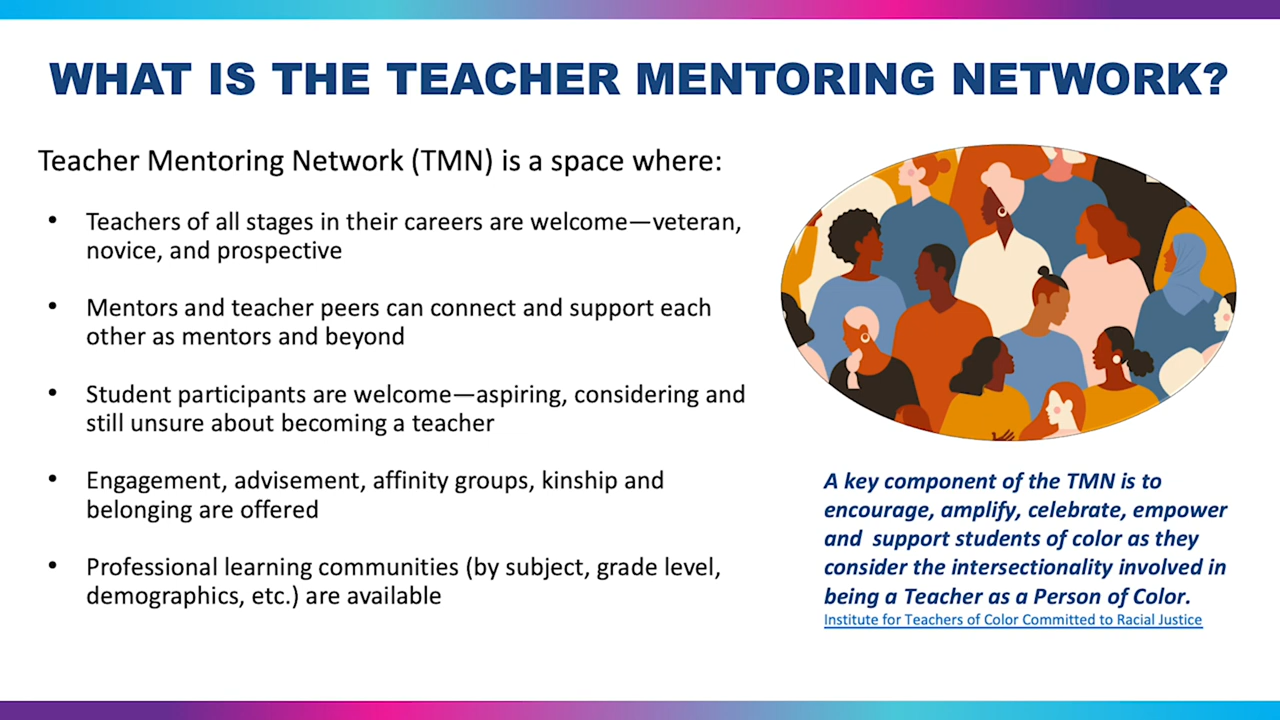 WHAT IS THE TEACHER MENTORING NETWORK?
Teacher Mentoring Network (TMN) is a space where:
• Teachers of all stages in their careers are welcome—veteran,
novice, and prospective
• Mentors and teacher peers can connect and support each
other as mentors and beyond
• Student participants are welcome—aspiring, considering and
still unsure about becoming a teacher
• Engagement, advisement, affinity groups, kinship and
belonging are offered
• Professional learning communities (by subject, grade level,
demographics, etc.) are available
A key component of the TMN is to
encourage, amplify, celebrate, empower
and support students of color as they
consider the intersectionality involved in
being a Teacher as a Person of Color.
Institute for Teachers of Color Committed to Racial Justice